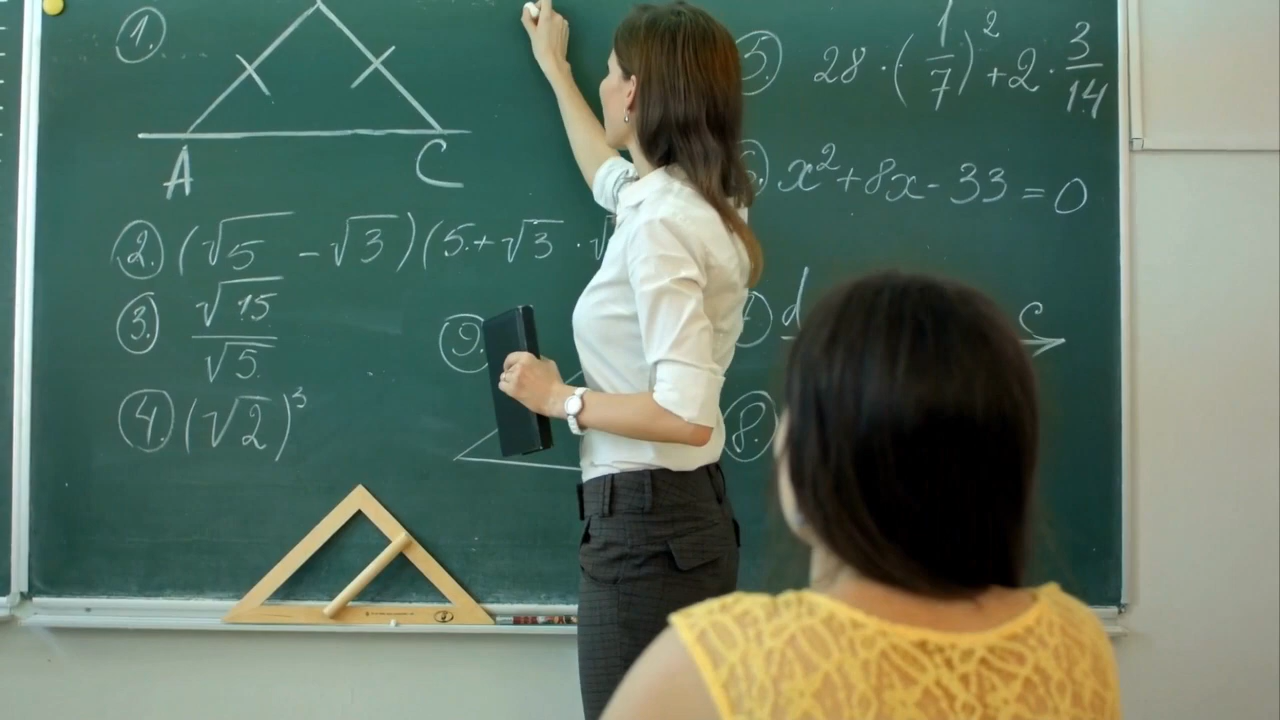 1.
A C
2. (√5 - √3)(5 + √3 · √
3. √15/√5
4. (√2)³
5) 28 · (1/7)² + 2 · 3/14
x² + 8x - 33 = 0
9.
d c
8.